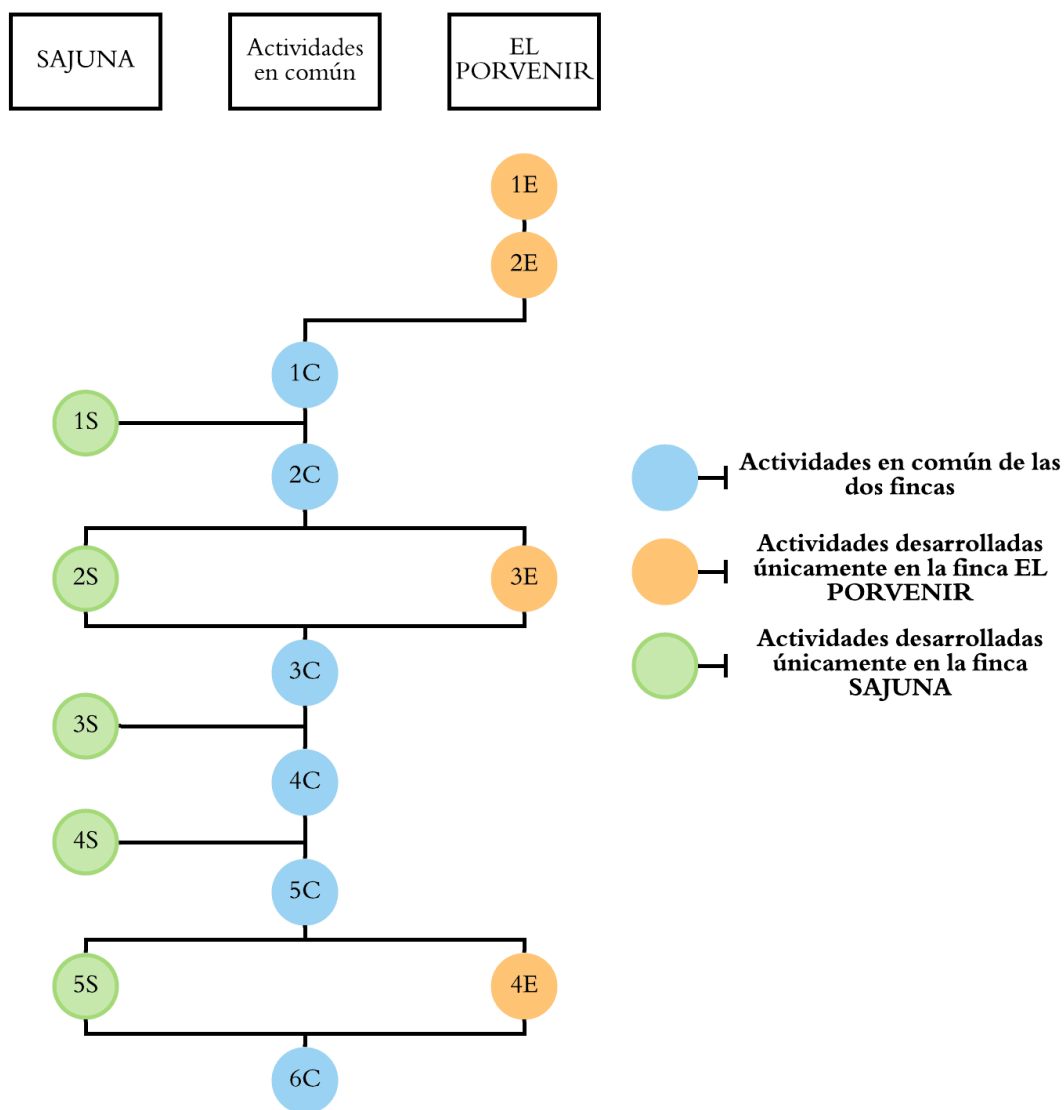 SAJUNA
Actividades
en común
EL
PORVENIR
1E
2E
1C
1S
2C
2S
3E
3C
3S
4C
4S
5C
5S
4E
6C
Actividades en común de las
dos fincas
Actividades desarrolladas
únicamente en la finca EL
PORVENIR
Actividades desarrolladas
únicamente en la finca
SAJUNA